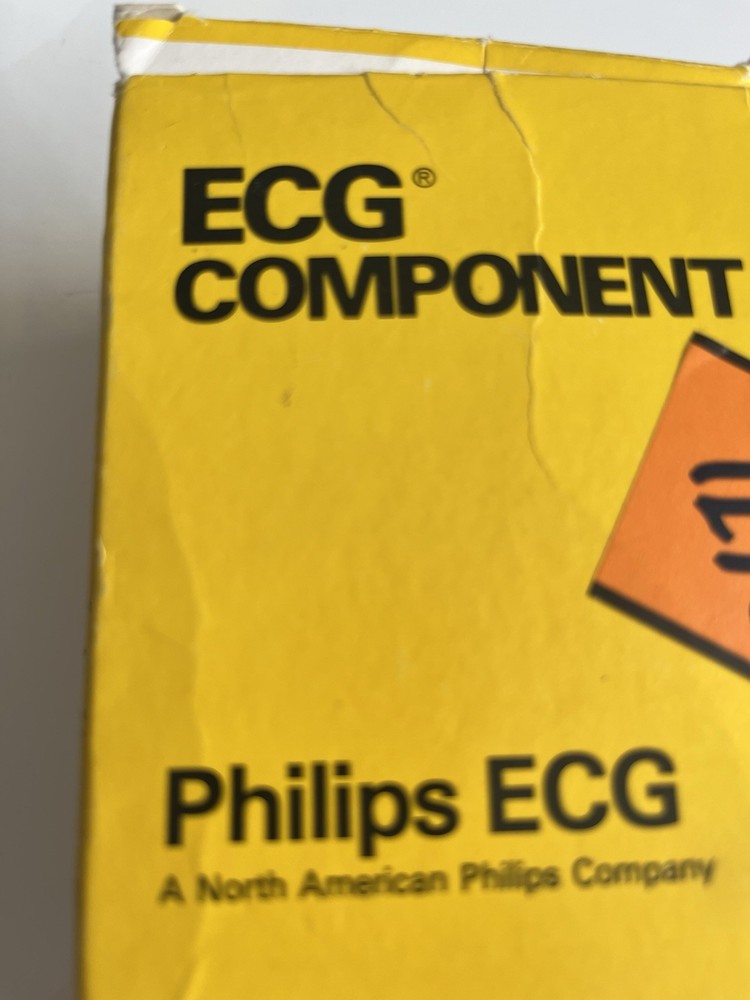 ECG®
COMPONENT
Philips ECG
A North American Philips Company